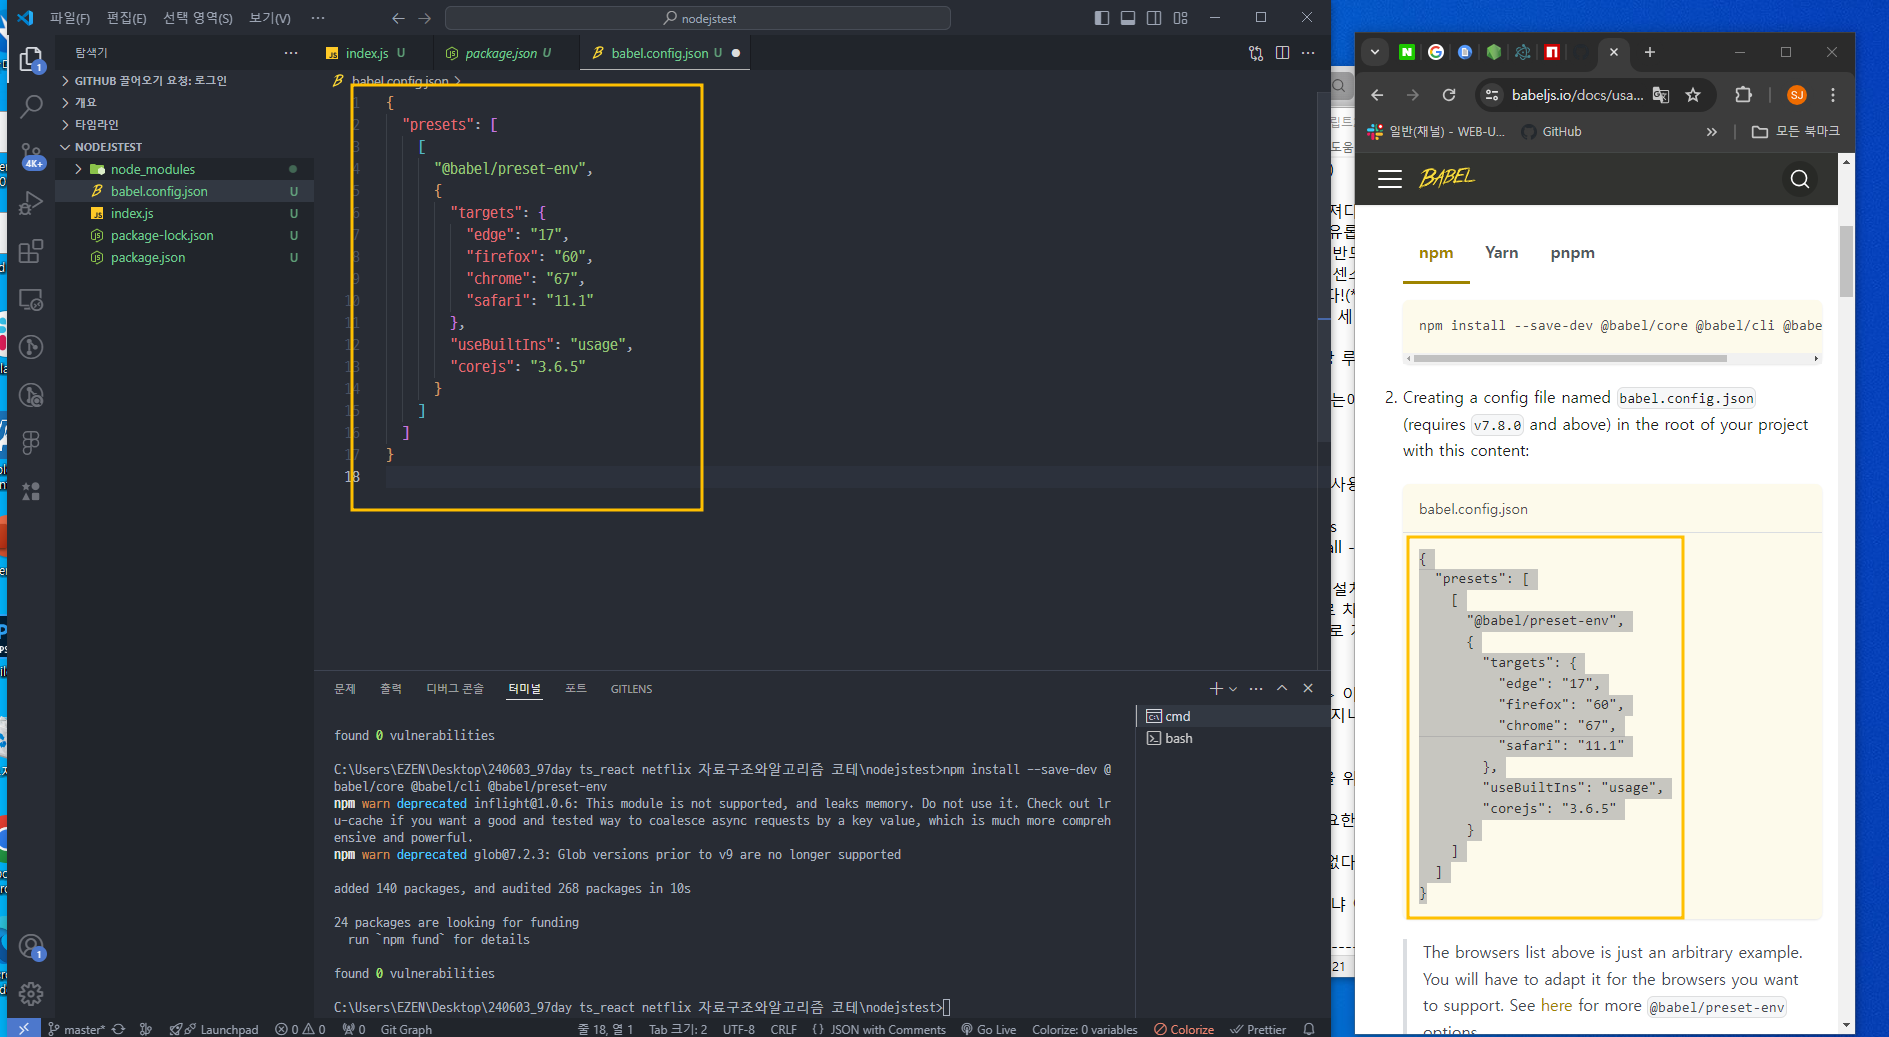 파일(F) 편집(E) 선택 영역(S) 보기(V) ··· nodejstest
탐색기 ···
GITHUB 끌어오기 요청: 로그인
개요
타임라인
NODEJSTEST
node_modules
babel.config.json U
index.js U
package-lock.json U
package.json U
1
4K+
1
index.js U package.json U babel.config.json U
babel.config.json >
1 {
2 "presets": [
3 [
4 "@babel/preset-env",
5 {
6 "targets": {
7 "edge": "17",
8 "firefox": "60",
9 "chrome": "67",
10 "safari": "11.1"
11 },
12 "useBuiltIns": "usage",
13 "corejs": "3.6.5"
14 }
15 ]
16 ]
17 }
18
문제 출력 디버그 콘솔 터미널 포트 GITLENS
cmd
bash
found 0 vulnerabilities
C:\Users\EZEN\Desktop\240603_97day ts_react netflix 자료구조와알고리즘 코테\nodejstest>npm install --save-dev @
babel/core @babel/cli @babel/preset-env
npm warn deprecated inflight@1.0.6: This module is not supported, and leaks memory. Do not use it. Check out lr
u-cache if you want a good and tested way to coalesce async requests by a key value, which is much more compreh
ensive and powerful.
npm warn deprecated glob@7.2.3: Glob versions prior to v9 are no longer supported
added 140 packages, and audited 268 packages in 10s
24 packages are looking for funding
run `npm fund` for details
found 0 vulnerabilities
C:\Users\EZEN\Desktop\240603_97day ts_react netflix 자료구조와알고리즘 코테\nodejstest>
master* Launchpad 0 0 0 Git Graph 줄 18, 열 1 Tab 크기: 2 UTF-8 CRLF {} JSON with Comments Go Live Colorize: 0 variables Colorize Prettier
babeljs.io/docs/usa... SJ
일반(채널) - WEB-U... GitHub » 모든 북마크
BABEL
npm Yarn pnpm
npm install --save-dev @babel/core @babel/cli @babe
2. Creating a config file named babel.config.json
(requires v7.8.0 and above) in the root of your project
with this content:
babel.config.json
{
"presets": [
[
"@babel/preset-env",
{
"targets": {
"edge": "17",
"firefox": "60",
"chrome": "67",
"safari": "11.1"
},
"useBuiltIns": "usage",
"corejs": "3.6.5"
}
]
]
}
The browsers list above is just an arbitrary example.
You will have to adapt it for the browsers you want
to support. See here for more @babel/preset-env
options.